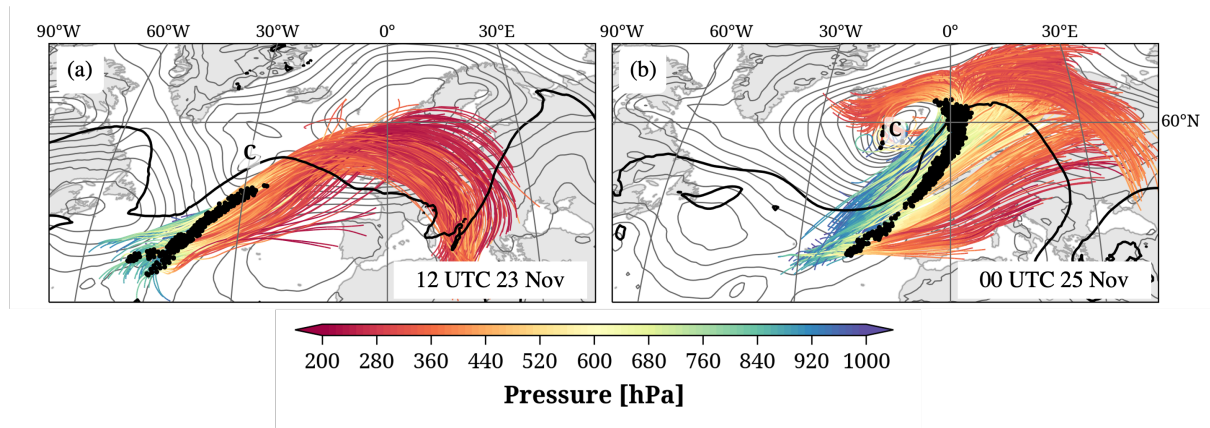 90°W 60°W 30°W 0° 30°E 90°W 60°W 30°W 0° 30°E
(a) (b)
C C 60°N
12 UTC 23 Nov 00 UTC 25 Nov
200 280 360 440 520 600 680 760 840 920 1000
Pressure [hPa]